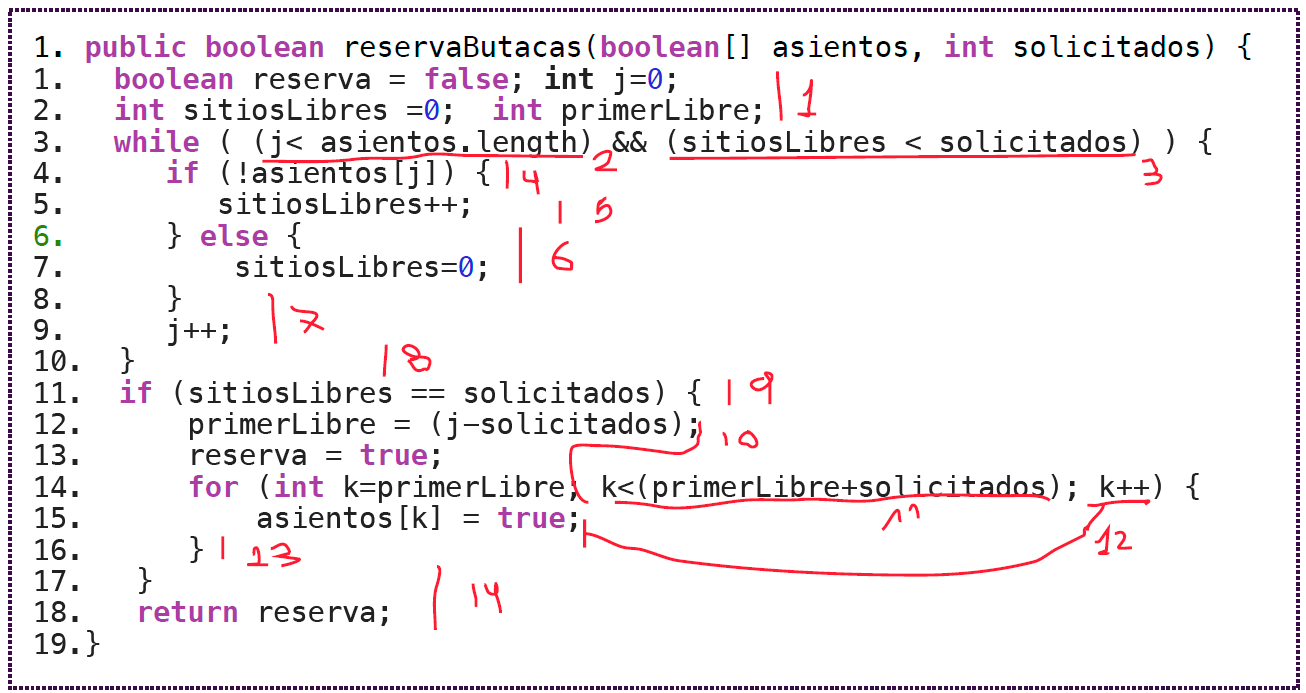 1. public boolean reservaButacas(boolean[] asientos, int solicitados) {
1. boolean reserva = false; int j=0;
2. int sitiosLibres =0; int primerLibre; | 1
3. while ( (j< asientos.length) && (sitiosLibres < solicitados) ) {
2 3
4. if (!asientos[j]) { | 4
5. sitiosLibres++; | 5
6. } else {
7. sitiosLibres=0; | 6
8. }
9. j++; | 7
10. } | 8
11. if (sitiosLibres == solicitados) { | 9
12. primerLibre = (j-solicitados); 10
13. reserva = true;
14. for (int k=primerLibre; k<(primerLibre+solicitados); k++) {
15. asientos[k] = true; 11 12
16. } | 13
17. }
18. return reserva; | 14
19.}